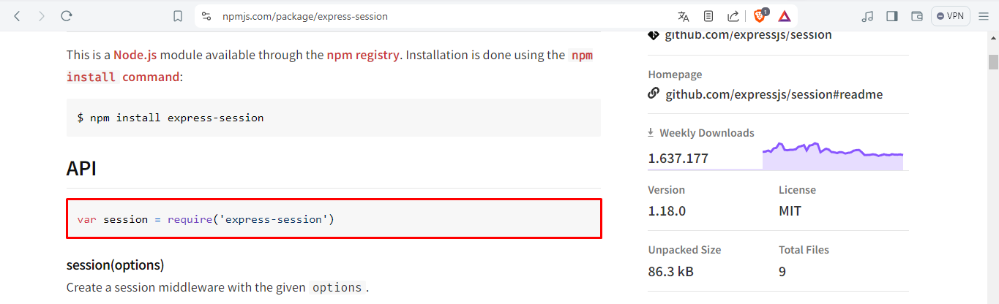 npmjs.com/package/express-session
1
VPN
This is a Node.js module available through the npm registry. Installation is done using the npm
install command:
$ npm install express-session
API
var session = require('express-session')
session(options)
Create a session middleware with the given options.
github.com/expressjs/session
Homepage
github.com/expressjs/session#readme
Weekly Downloads
1.637.177
Version
License
1.18.0
MIT
Unpacked Size
Total Files
86.3 kB
9